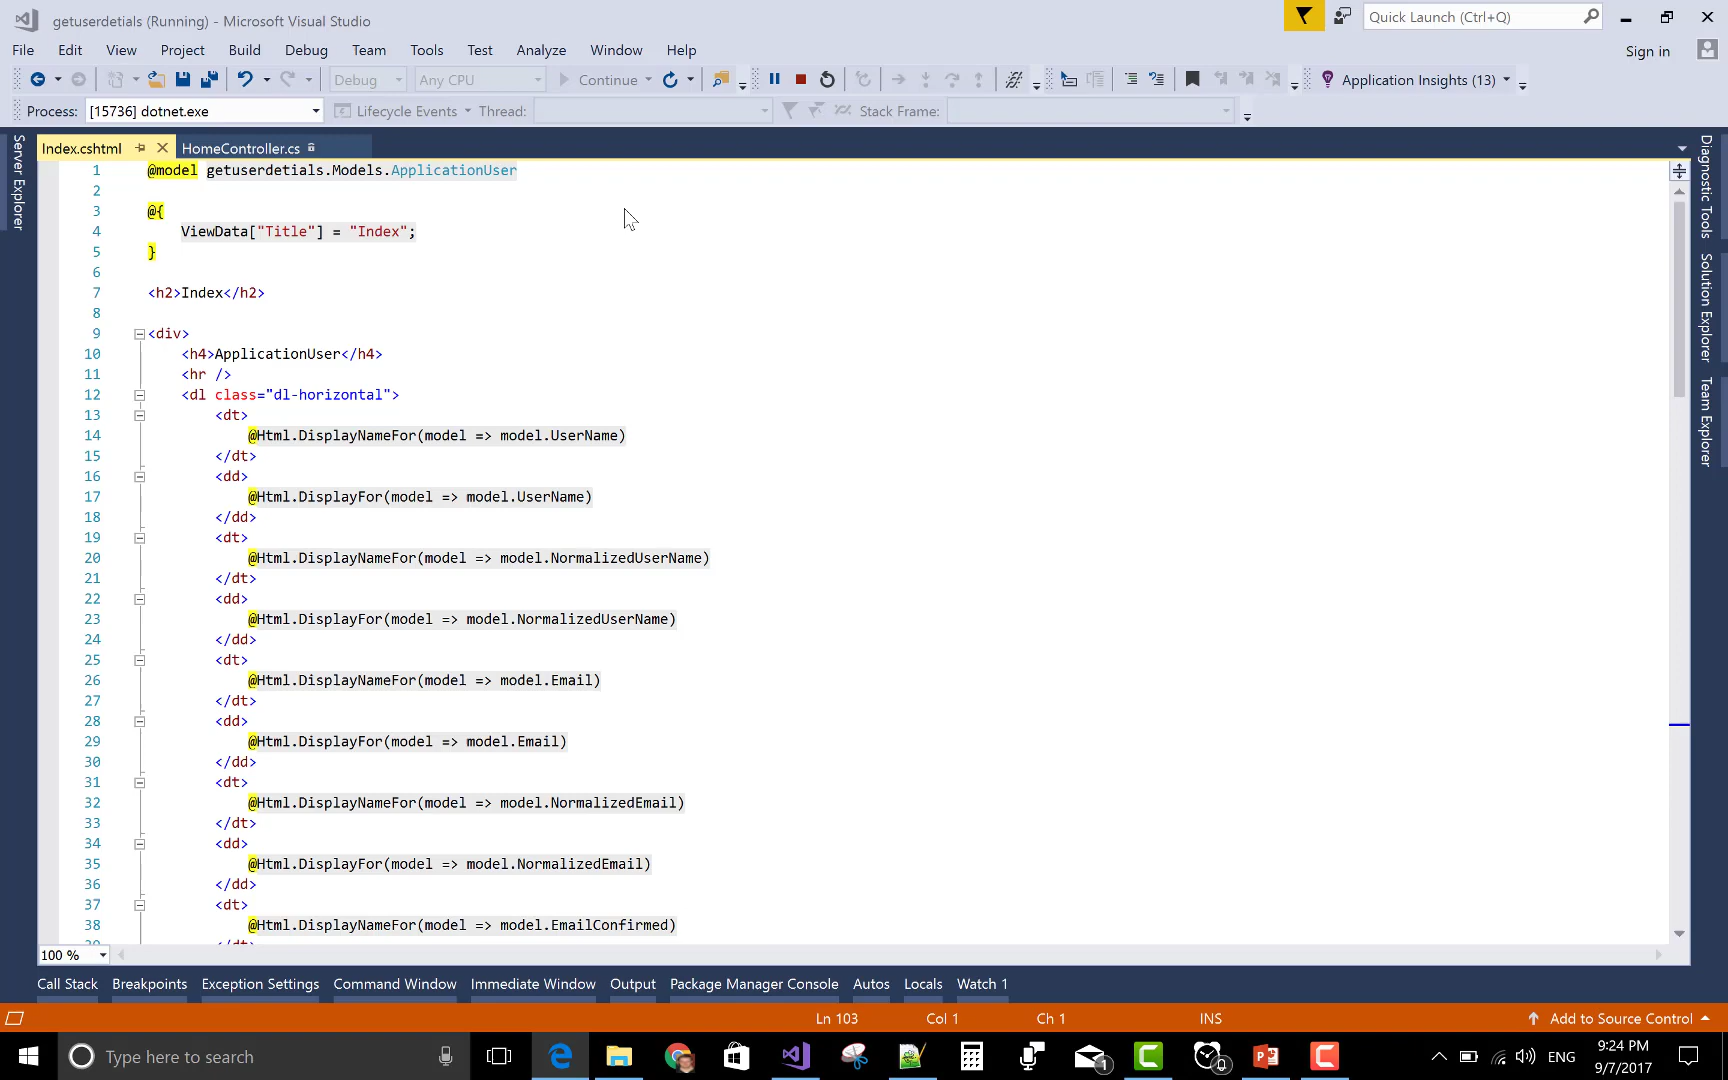 getuserdetials (Running) - Microsoft Visual Studio
Quick Launch (Ctrl+Q)
File Edit View Project Build Debug Team Tools Test Analyze Window Help
Sign in
Debug Any CPU Continue Application Insights (13)
Process: [15736] dotnet.exe Lifecycle Events Thread: Stack Frame:
Server Explorer
Index.cshtml HomeController.cs
1 @model getuserdetials.Models.ApplicationUser
2
3 @{
4 ViewData["Title"] = "Index";
5 }
6
7 <h2>Index</h2>
8
9 <div>
10 <h4>ApplicationUser</h4>
11 <hr />
12 <dl class="dl-horizontal">
13 <dt>
14 @Html.DisplayNameFor(model => model.UserName)
15 </dt>
16 <dd>
17 @Html.DisplayFor(model => model.UserName)
18 </dd>
19 <dt>
20 @Html.DisplayNameFor(model => model.NormalizedUserName)
21 </dt>
22 <dd>
23 @Html.DisplayFor(model => model.NormalizedUserName)
24 </dd>
25 <dt>
26 @Html.DisplayNameFor(model => model.Email)
27 </dt>
28 <dd>
29 @Html.DisplayFor(model => model.Email)
30 </dd>
31 <dt>
32 @Html.DisplayNameFor(model => model.NormalizedEmail)
33 </dt>
34 <dd>
35 @Html.DisplayFor(model => model.NormalizedEmail)
36 </dd>
37 <dt>
38 @Html.DisplayNameFor(model => model.EmailConfirmed)
39 </dt>
Diagnostic Tools
Solution Explorer
Team Explorer
100 %
Call Stack Breakpoints Exception Settings Command Window Immediate Window Output Package Manager Console Autos Locals Watch 1
Ln 103 Col 1 Ch 1 INS Add to Source Control
Type here to search
1
0
ENG
9:24 PM
9/7/2017